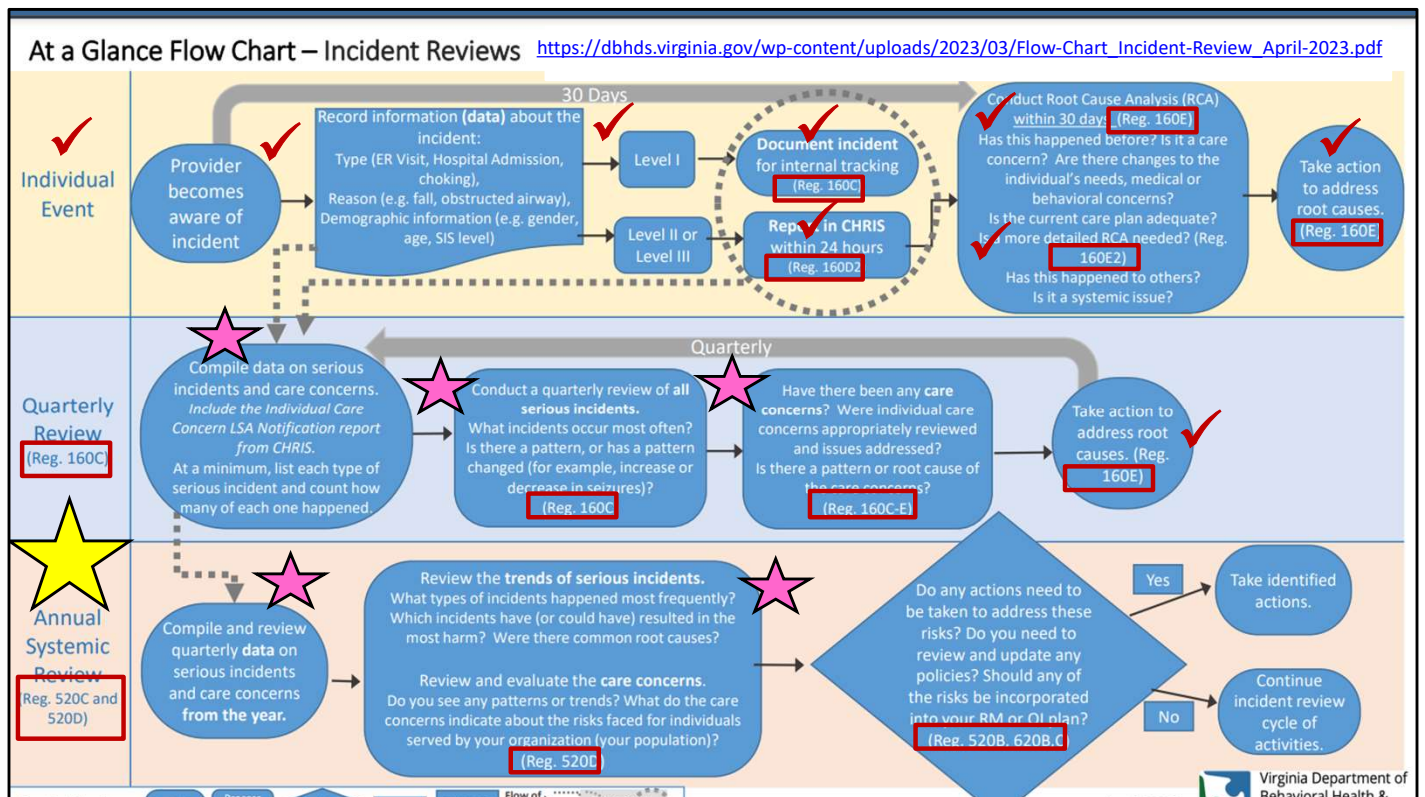 At a Glance Flow Chart – Incident Reviews
https://dbhds.virginia.gov/wp-content/uploads/2023/03/Flow-Chart_Incident-Review_April-2023.pdf
30 Days
Individual
Event
Provider
becomes
aware of
incident
Record information (data) about the
incident:
Type (ER Visit, Hospital Admission,
choking),
Reason (e.g. fall, obstructed airway),
Demographic information (e.g. gender,
age, SIS level)
Level I
Level II or
Level III
Document incident
for internal tracking
(Reg. 160C)
Report in CHRIS
within 24 hours
(Reg. 160D2
Conduct Root Cause Analysis (RCA)
within 30 days (Reg. 160E)
Has this happened before? Is it a care
concern? Are there changes to the
individual's needs, medical or
behavioral concerns?
Is the current care plan adequate?
Is a more detailed RCA needed? (Reg.
160E2)
Has this happened to others?
Is it a systemic issue?
Take action
to address
root causes.
(Reg. 160E)
Quarterly
Quarterly
Review
(Reg. 160C)
Compile data on serious
incidents and care concerns.
Include the Individual Care
Concern LSA Notification report
from CHRIS.
At a minimum, list each type of
serious incident and count how
many of each one happened.
Conduct a quarterly review of all
serious incidents.
What incidents occur most often?
Is there a pattern, or has a pattern
changed (for example, increase or
decrease in seizures)?
(Reg. 160C
Have there been any care
concerns? Were individual care
concerns appropriately reviewed
and issues addressed?
Is there a pattern or root cause of
the care concerns?
(Reg. 160C-E)
Take action to
address root
causes. (Reg.
160E)
Annual
Systemic
Review
(Reg. 520C and
520D)
Compile and review
quarterly data on
serious incidents
and care concerns
from the year.
Review the trends of serious incidents.
What types of incidents happened most frequently?
Which incidents have (or could have) resulted in the
most harm? Were there common root causes?
Review and evaluate the care concerns.
Do you see any patterns or trends? What do the care
concerns indicate about the risks faced for individuals
served by your organization (your population)?
(Reg. 520D)
Do any actions need to
be taken to address these
risks? Do you need to
review and update any
policies? Should any of
the risks be incorporated
into your RM or QI plan?
(Reg. 520B, 620B,C)
Yes
No
Take identified
actions.
Continue
incident review
cycle of
activities.
Flow of
Virginia Department of
Behavioral Health &